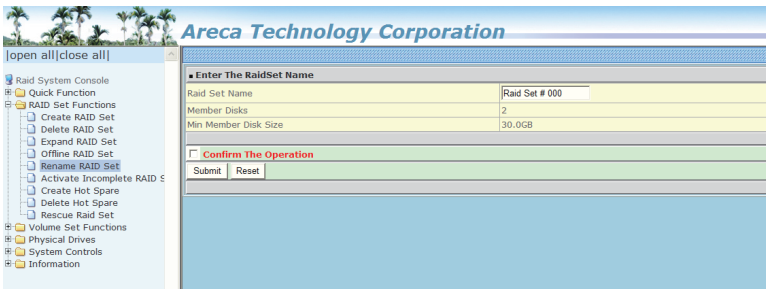 Areca Technology Corporation
|open all|close all|
Raid System Console
Quick Function
RAID Set Functions
Create RAID Set
Delete RAID Set
Expand RAID Set
Offline RAID Set
Rename RAID Set
Activate Incomplete RAID S
Create Hot Spare
Delete Hot Spare
Rescue Raid Set
Volume Set Functions
Physical Drives
System Controls
Information
Enter The RaidSet Name
Raid Set Name Raid Set # 000
Member Disks 2
Min Member Disk Size 30.0GB
Confirm The Operation
Submit Reset